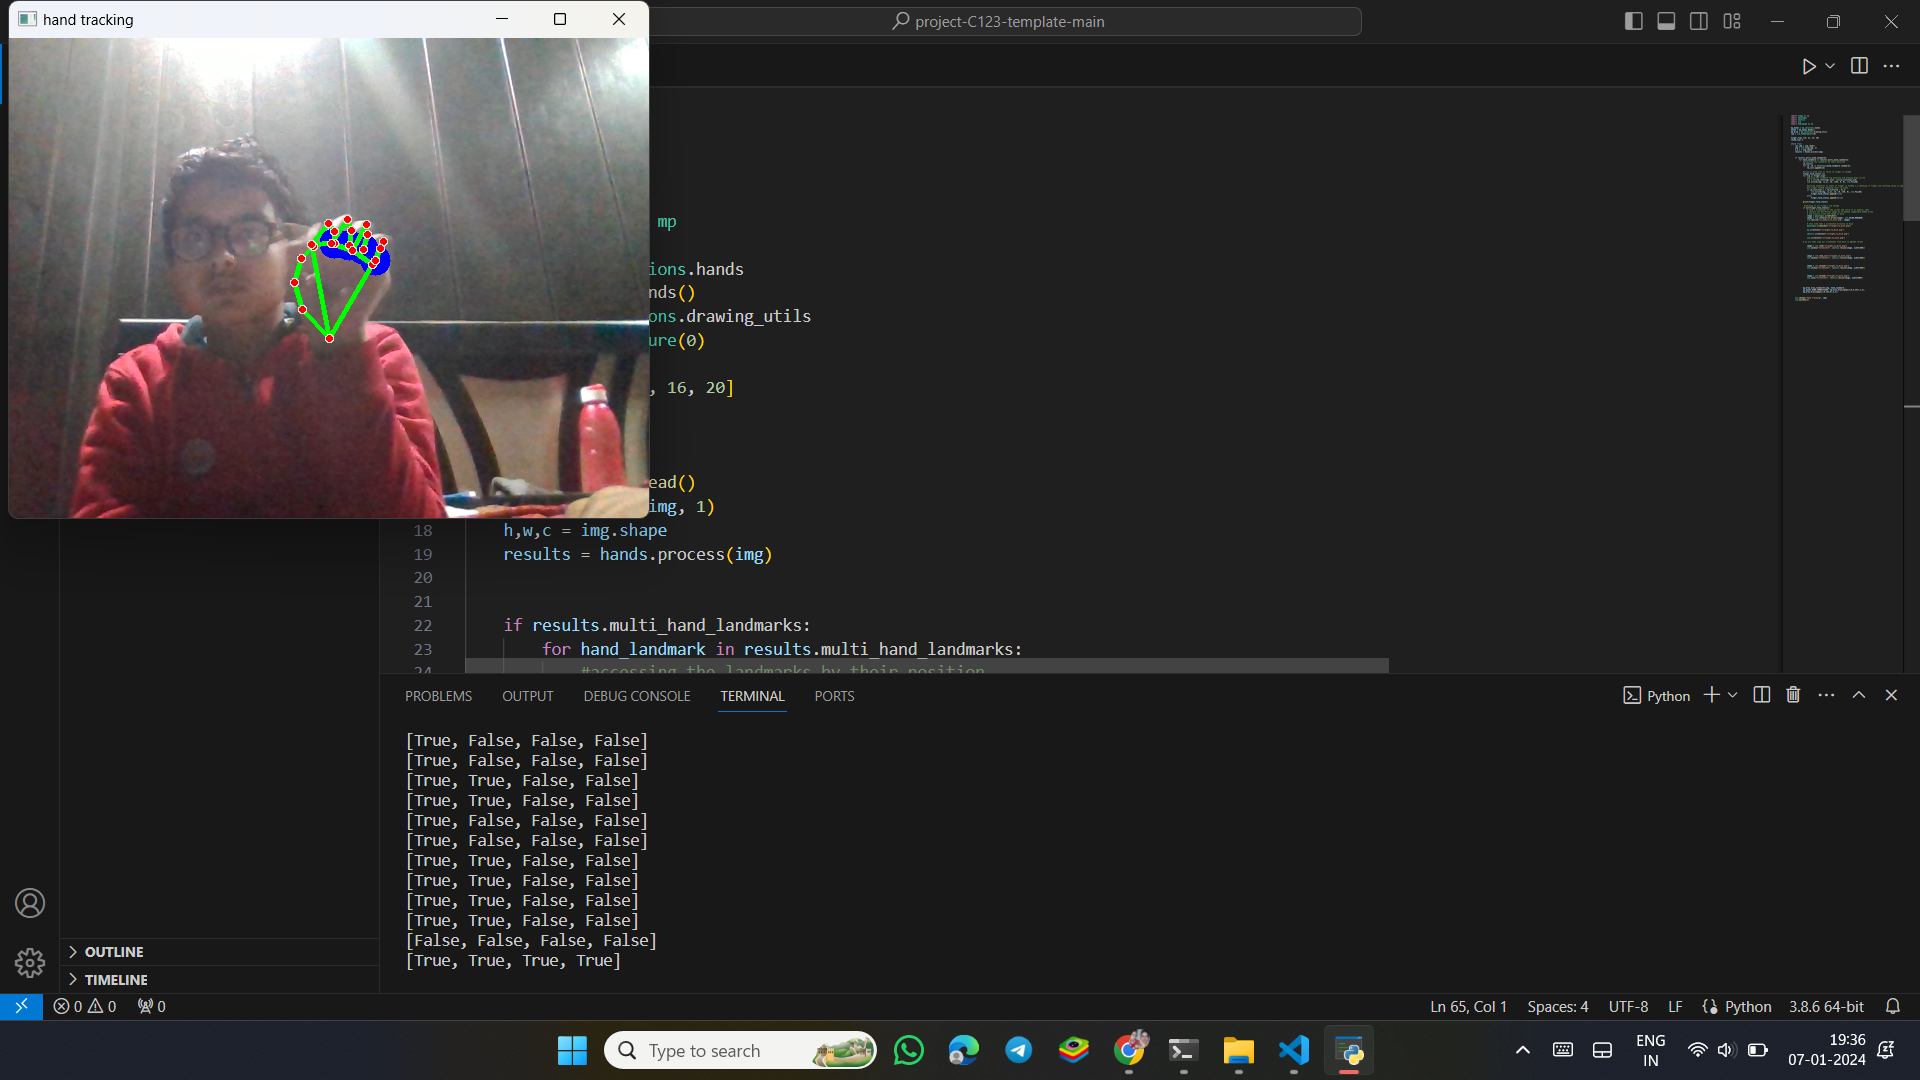 hand tracking
project-C123-template-main
mp
ions.hands
nds()
ons.drawing_utils
ure(0)
, 16, 20]
ead()
img, 1)
18 h,w,c = img.shape
19 results = hands.process(img)
20
21
22 if results.multi_hand_landmarks:
23 for hand_landmark in results.multi_hand_landmarks:
24 #accessing the landmarks by their position
PROBLEMS OUTPUT DEBUG CONSOLE TERMINAL PORTS
Python
[True, False, False, False]
[True, False, False, False]
[True, True, False, False]
[True, True, False, False]
[True, False, False, False]
[True, False, False, False]
[True, True, False, False]
[True, True, False, False]
[True, True, False, False]
[True, True, False, False]
[False, False, False, False]
[True, True, True, True]
OUTLINE
TIMELINE
0 0 0 Ln 65, Col 1 Spaces: 4 UTF-8 LF Python 3.8.6 64-bit
Type to search
ENG
IN
19:36
07-01-2024